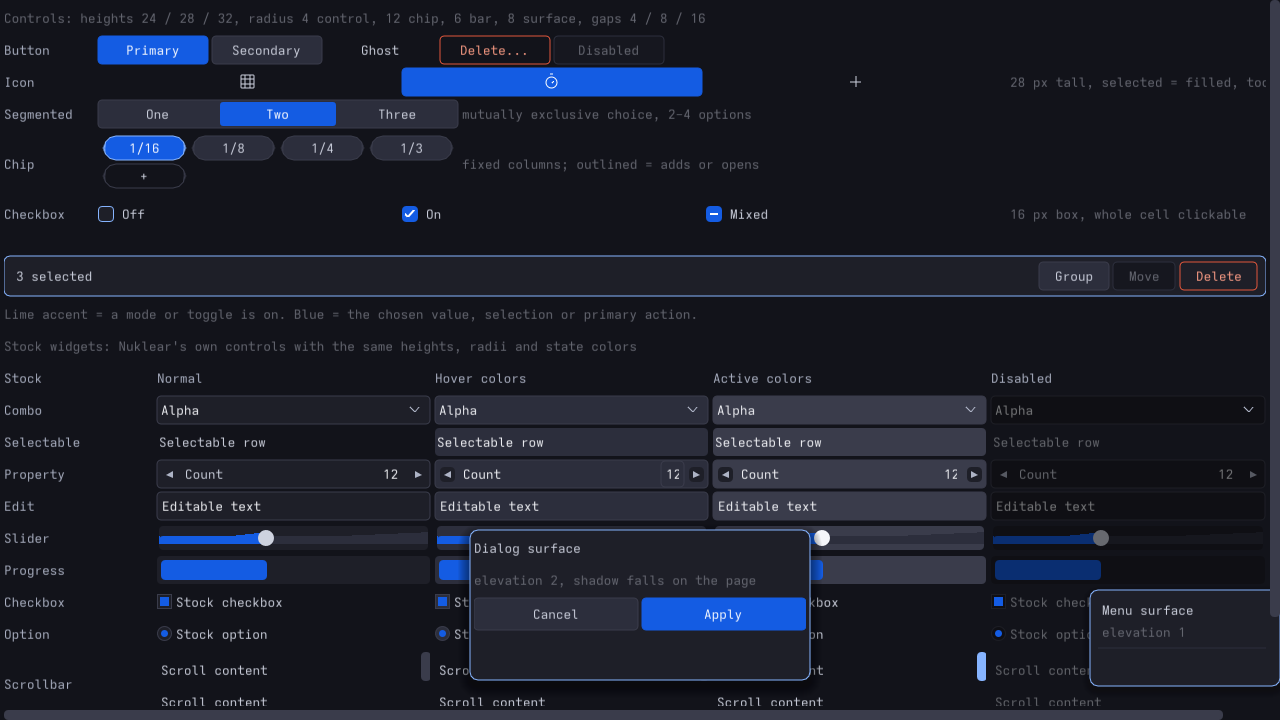 Controls: heights 24 / 28 / 32, radius 4 control, 12 chip, 6 bar, 8 surface, gaps 4 / 8 / 16
Button Primary Secondary Ghost Delete... Disabled
Icon 28 px tall, selected = filled,
Segmented One Two Three mutually exclusive choice, 2-4 options
1/16 1/8 1/4 1/3
Chip fixed columns; outlined = adds or opens
+
Checkbox Off On Mixed 16 px box, whole cell clickable
3 selected Group Move Delete
Lime accent = a mode or toggle is on. Blue = the chosen value, selection or primary action.
Stock widgets: Nuklear's own controls with the same heights, radii and state colors
Stock Normal Hover colors Active colors Disabled
Combo Alpha Alpha Alpha Alpha
Selectable Selectable row Selectable row Selectable row Selectable row
Property Count 12 Count 12 Count 12 Count 12
Edit Editable text Editable text Editable text Editable text
Slider
Dialog surface
Progress
elevation 2, shadow falls on the page
Checkbox Stock checkbox Stock
Cancel Apply
Menu surface
elevation 1
Option Stock option Stock
Scroll content Scroll content
Scrollbar
Scroll content Scroll content Scroll content Scroll content